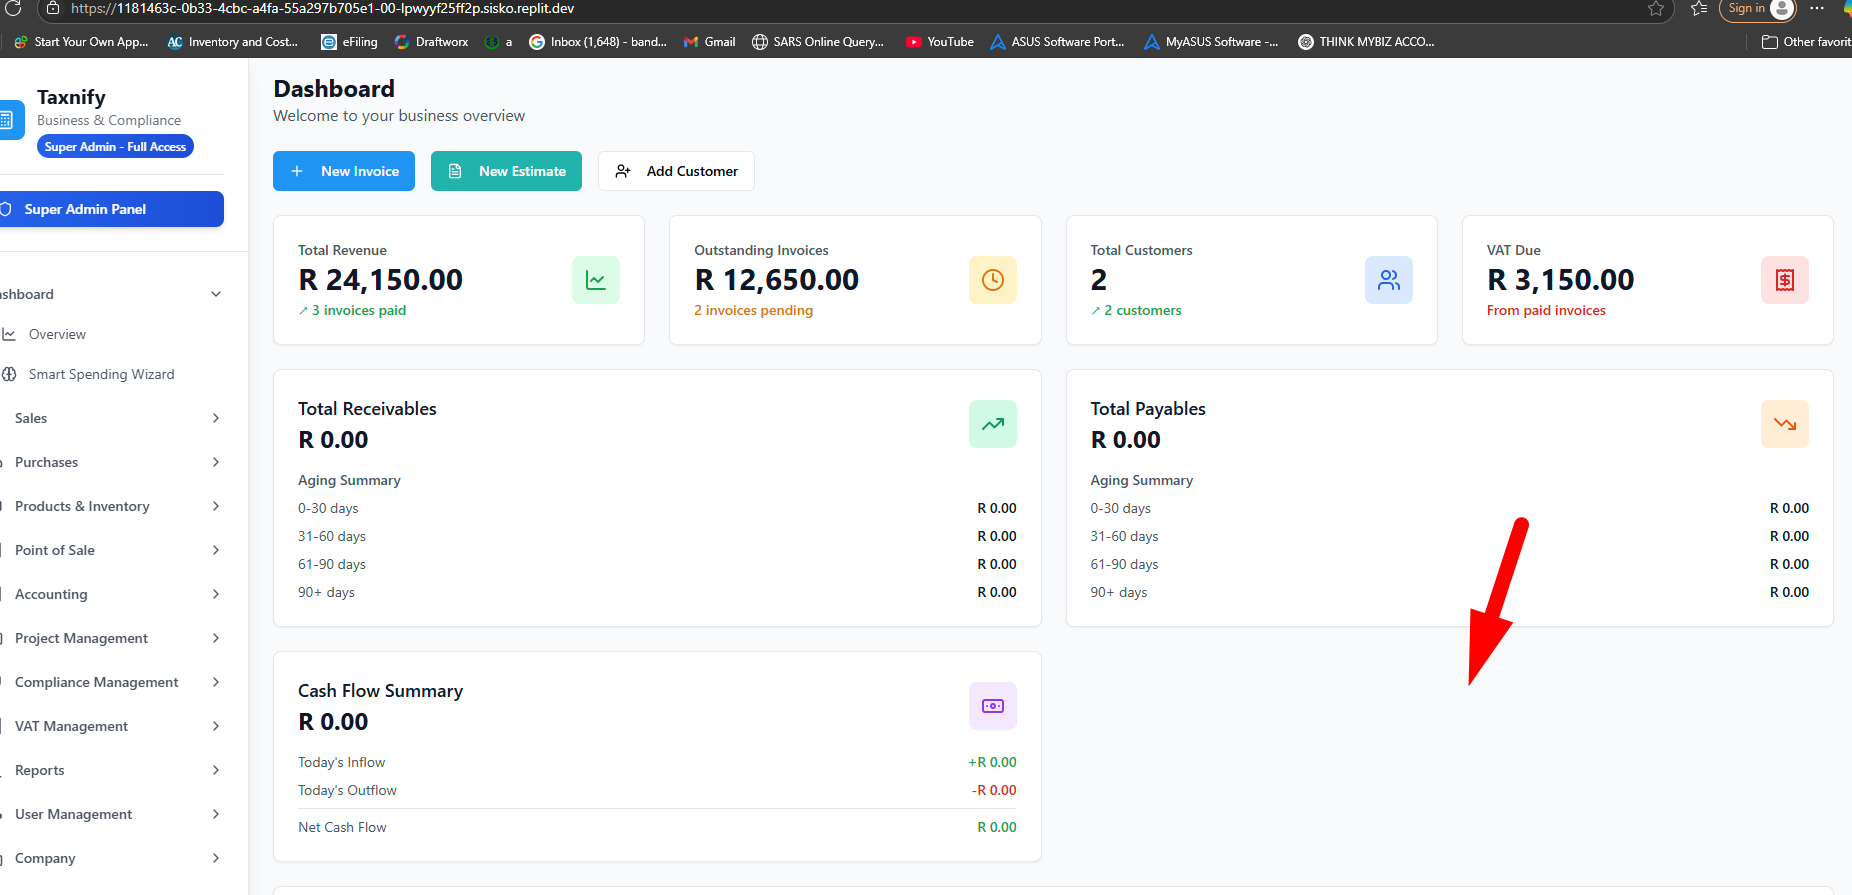 https://1181463c-0b33-4cbc-a4fa-55a297b705e1-00-lpwyyf25ff2p.sisko.replit.dev
Sign in
Start Your Own App...
AC Inventory and Cost...
eFiling
Draftworx
a
Inbox (1,648) - band...
Gmail
SARS Online Query...
YouTube
ASUS Software Port...
MyASUS Software -...
THINK MYBIZ ACCO...
Other favorit
Taxnify
Business & Compliance
Super Admin - Full Access
Super Admin Panel
ashboard
Overview
Smart Spending Wizard
Sales
Purchases
Products & Inventory
Point of Sale
Accounting
Project Management
Compliance Management
VAT Management
Reports
User Management
Company
Dashboard
Welcome to your business overview
+ New Invoice
New Estimate
Add Customer
Total Revenue
R 24,150.00
↗ 3 invoices paid
Outstanding Invoices
R 12,650.00
2 invoices pending
Total Customers
2
↗ 2 customers
VAT Due
R 3,150.00
From paid invoices
Total Receivables
R 0.00
Aging Summary
0-30 days R 0.00
31-60 days R 0.00
61-90 days R 0.00
90+ days R 0.00
Total Payables
R 0.00
Aging Summary
0-30 days R 0.00
31-60 days R 0.00
61-90 days R 0.00
90+ days R 0.00
Cash Flow Summary
R 0.00
Today's Inflow +R 0.00
Today's Outflow -R 0.00
Net Cash Flow R 0.00